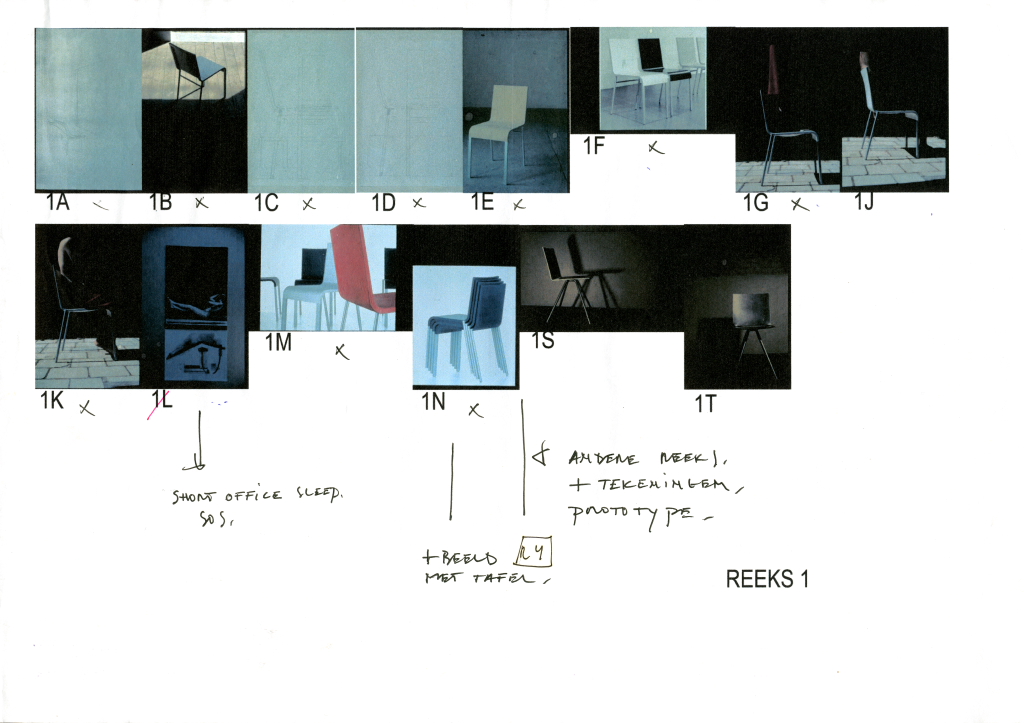 1A
1B x
1C x
1D x
1E x
1F x
1G x
1J
1K x
1L
1M x
1N x
1S
1T
SHORT OFFICE SLEEP.
SOS,
+ BEELD R4
MET TAFEL,
ANDERE REEKS.
+ TEKENINGEN,
PROTOTYPE.
REEKS 1